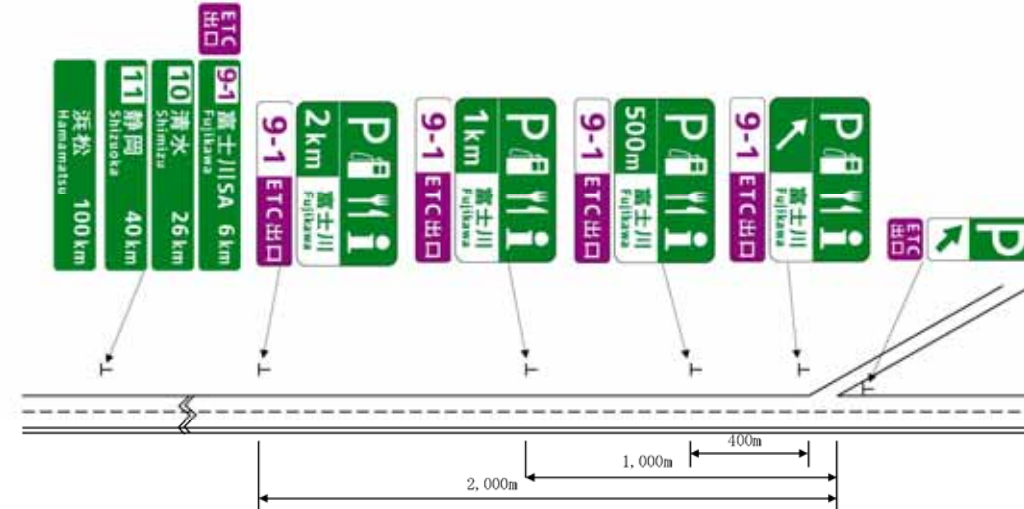 ETC
出口
9-1 富士川SA 6km
Fujikawa
10 清水 26km
Shimizu
11 静岡 40km
Shizuoka
浜松 100km
Hamamatsu
P i
2km 富士川
Fujikawa
9-1 ETC出口
P i
1km 富士川
Fujikawa
9-1 ETC出口
P i
500m 富士川
Fujikawa
9-1 ETC出口
P i
富士川
Fujikawa
9-1 ETC出口
P
ETC
出口
400m
1,000m
2,000m